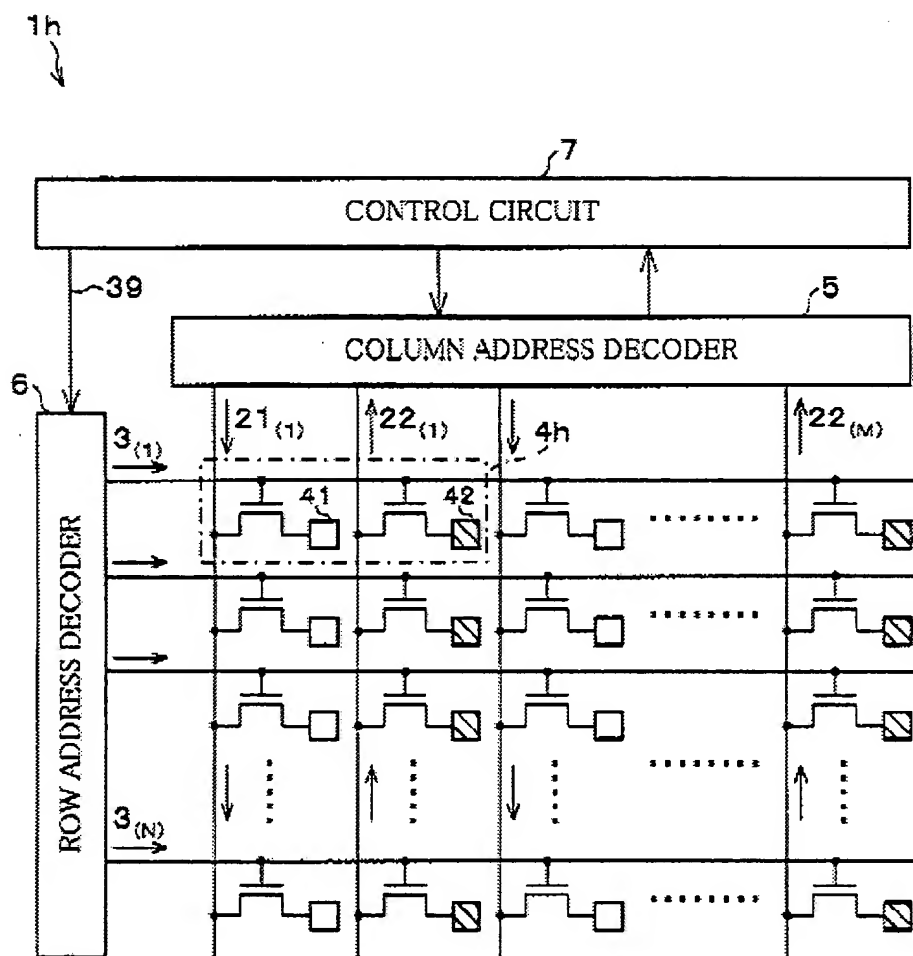 1h
7
CONTROL CIRCUIT
39
5
COLUMN ADDRESS DECODER
6
21(1)
22(1)
4h
22(M)
3(1)
41
42
ROW ADDRESS DECODER
3(N)